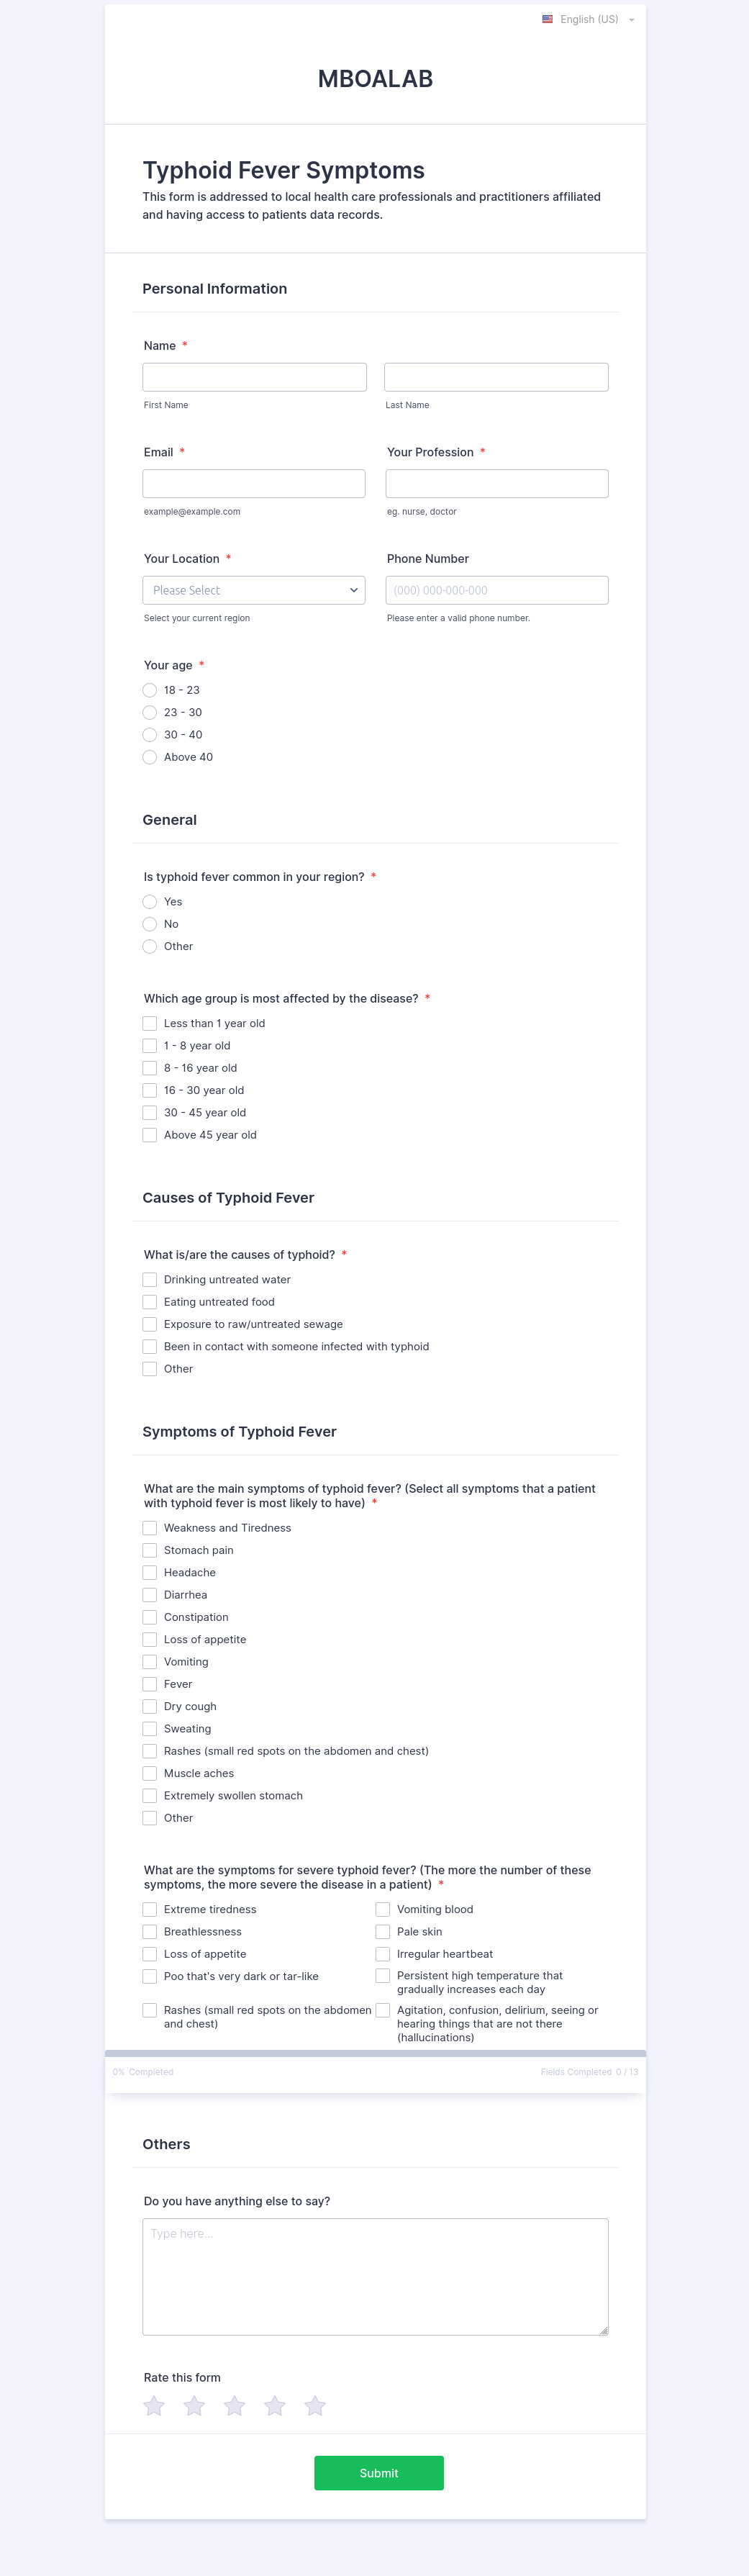 English (US)
MBOALAB
Typhoid Fever Symptoms
This form is addressed to local health care professionals and practitioners affiliated
and having access to patients data records.
Personal Information
Name *
First Name
Last Name
Email *
Your Profession *
example@example.com
eg. nurse, doctor
Your Location *
Phone Number
Please Select
(000) 000-000-000
Select your current region
Please enter a valid phone number.
Your age *
18 - 23
23 - 30
30 - 40
Above 40
General
Is typhoid fever common in your region? *
Yes
No
Other
Which age group is most affected by the disease? *
Less than 1 year old
1 - 8 year old
8 - 16 year old
16 - 30 year old
30 - 45 year old
Above 45 year old
Causes of Typhoid Fever
What is/are the causes of typhoid? *
Drinking untreated water
Eating untreated food
Exposure to raw/untreated sewage
Been in contact with someone infected with typhoid
Other
Symptoms of Typhoid Fever
What are the main symptoms of typhoid fever? (Select all symptoms that a patient
with typhoid fever is most likely to have) *
Weakness and Tiredness
Stomach pain
Headache
Diarrhea
Constipation
Loss of appetite
Vomiting
Fever
Dry cough
Sweating
Rashes (small red spots on the abdomen and chest)
Muscle aches
Extremely swollen stomach
Other
What are the symptoms for severe typhoid fever? (The more the number of these
symptoms, the more severe the disease in a patient) *
Extreme tiredness
Vomiting blood
Breathlessness
Pale skin
Loss of appetite
Irregular heartbeat
Poo that's very dark or tar-like
Persistent high temperature that
gradually increases each day
Rashes (small red spots on the abdomen
and chest)
Agitation, confusion, delirium, seeing or
hearing things that are not there
(hallucinations)
0% Completed
Fields Completed 0 / 13
Others
Do you have anything else to say?
Type here...
Rate this form
Submit